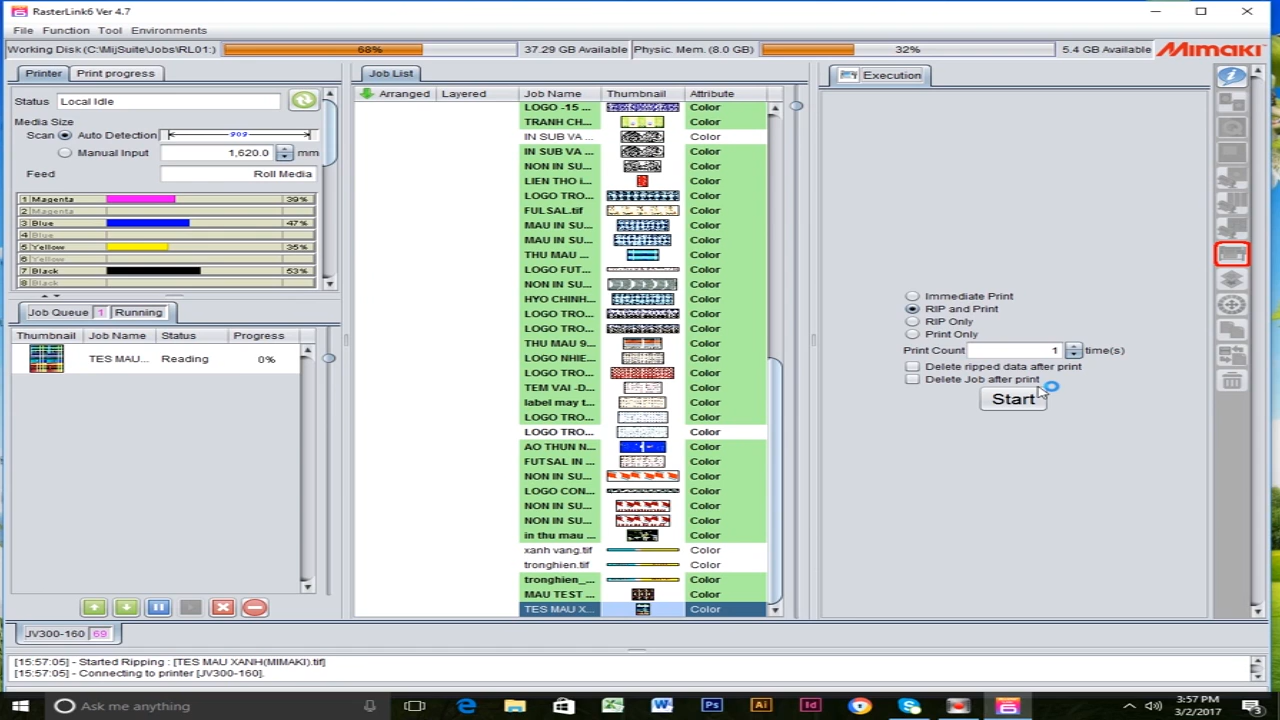 RasterLink6 Ver 4.7
File Function Tool Environments
Working Disk (C:\MijSuite\Jobs\RL01:) 68% 37.29 GB Available Physic. Mem. (8.0 GB) 32% 5.4 GB Available Mimaki
Printer Print progress
Status Local Idle
Media Size
Scan Auto Detection 909
Manual Input 1,620.0 mm
Feed Roll Media
1 Magenta 39%
2 Magenta
3 Blue 47%
4 Blue
5 Yellow 35%
6 Yellow
7 Black 53%
8 Black
Job Queue 1 Running
Thumbnail Job Name Status Progress
TES MAU... Reading 0%
JV300-160 69
Job List
Arranged Layered Job Name Thumbnail Attribute
LOGO -15 ... Color
TRANH CH... Color
IN SUB VA ... Color
IN SUB VA ... Color
NON IN SU... Color
LIEN THO i... Color
LOGO TRO... Color
FULSAL.tif Color
MAU IN SU... Color
MAU IN SU... Color
THU MAU ... Color
LOGO FUT... Color
NON IN SU... Color
HYO CHINH... Color
LOGO TRO... Color
LOGO TRO... Color
THU MAU 9... Color
LOGO NHIE... Color
LOGO TRO... Color
TEM VAI -D... Color
label may t... Color
LOGO TRO... Color
LOGO TRO... Color
AO THUN N... Color
FUTSAL IN ... Color
NON IN SU... Color
LOGO CON... Color
NON IN SU... Color
NON IN SU... Color
in thu mau ... Color
xanh vang.tif Color
tronghien.tif Color
tronghien_... Color
MAU TEST ... Color
TES MAU X... Color
Execution
Immediate Print
RIP and Print
RIP Only
Print Only
Print Count 1 time(s)
Delete ripped data after print
Delete Job after print
Start
[15:57:05] - Started Ripping : [TES MAU XANH(MIMAKI).tif]
[15:57:05] - Connecting to printer [JV300-160].
Ask me anything
3:57 PM
3/2/2017